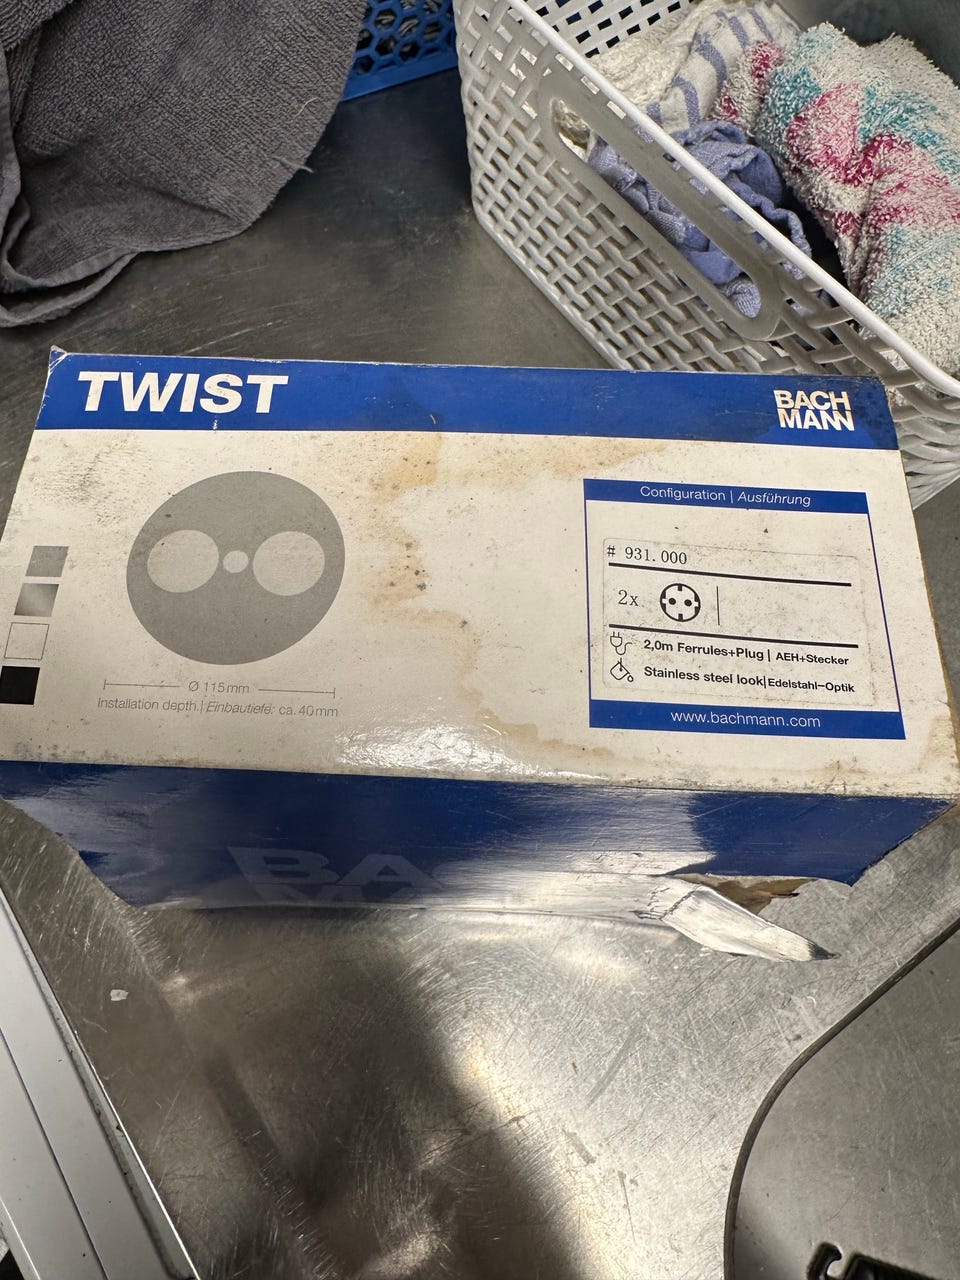 TWIST
BACH
MANN
Configuration | Ausführung
# 931.000
2x
2,0m Ferrules+Plug | AEH+Stecker
Stainless steel look|Edelstahl-Optik
www.bachmann.com
Ø 115mm
Installation depth | Einbautiefe: ca. 40mm
BA